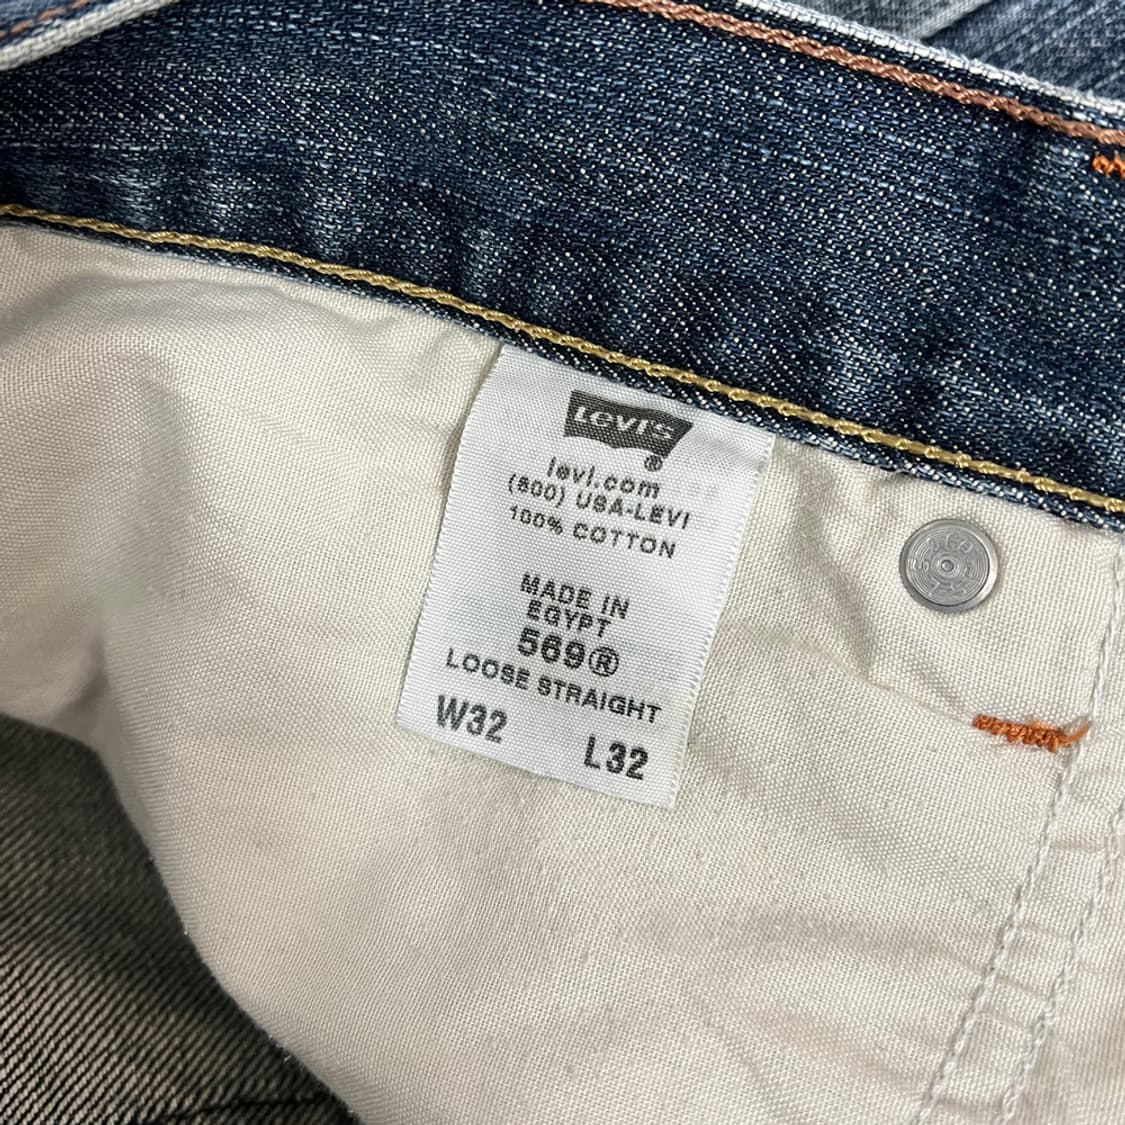 LEVI'S
®
levi.com
(800) USA-LEVI
100% COTTON
MADE IN
EGYPT
569®
LOOSE STRAIGHT
W32 L32